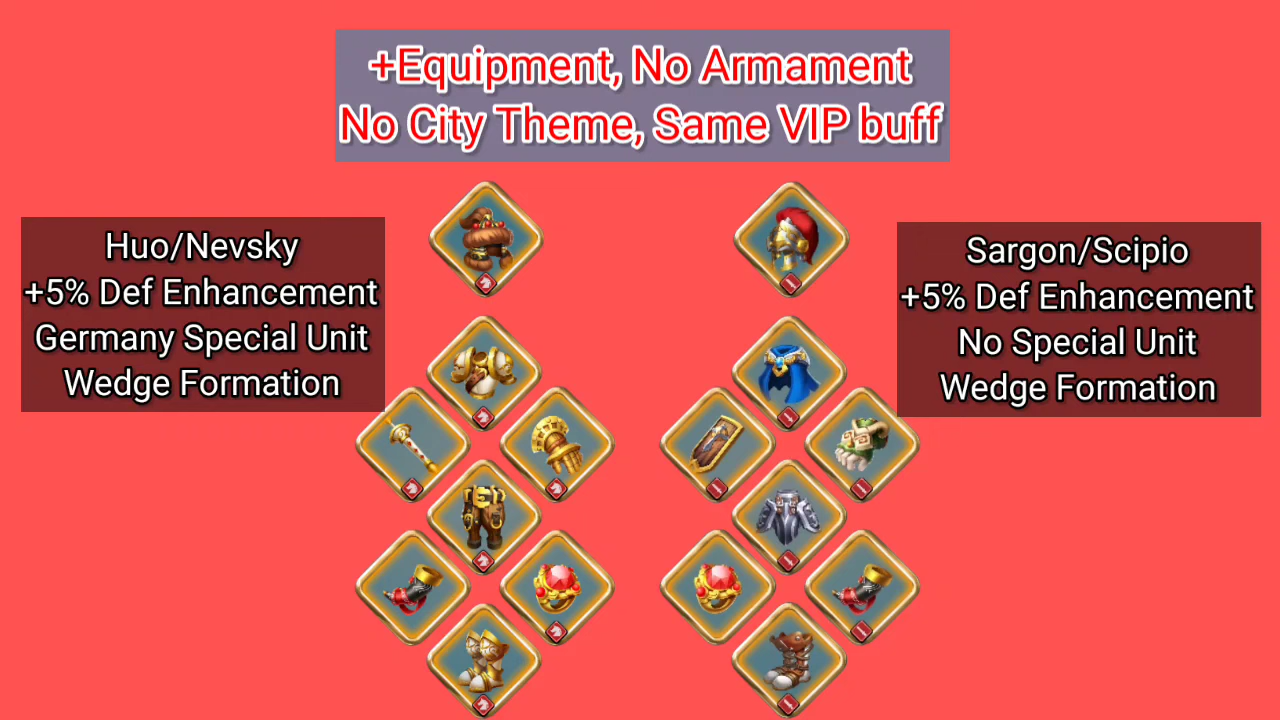 +Equipment, No Armament
No City Theme, Same VIP buff
Huo/Nevsky
+5% Def Enhancement
Germany Special Unit
Wedge Formation
Sargon/Scipio
+5% Def Enhancement
No Special Unit
Wedge Formation